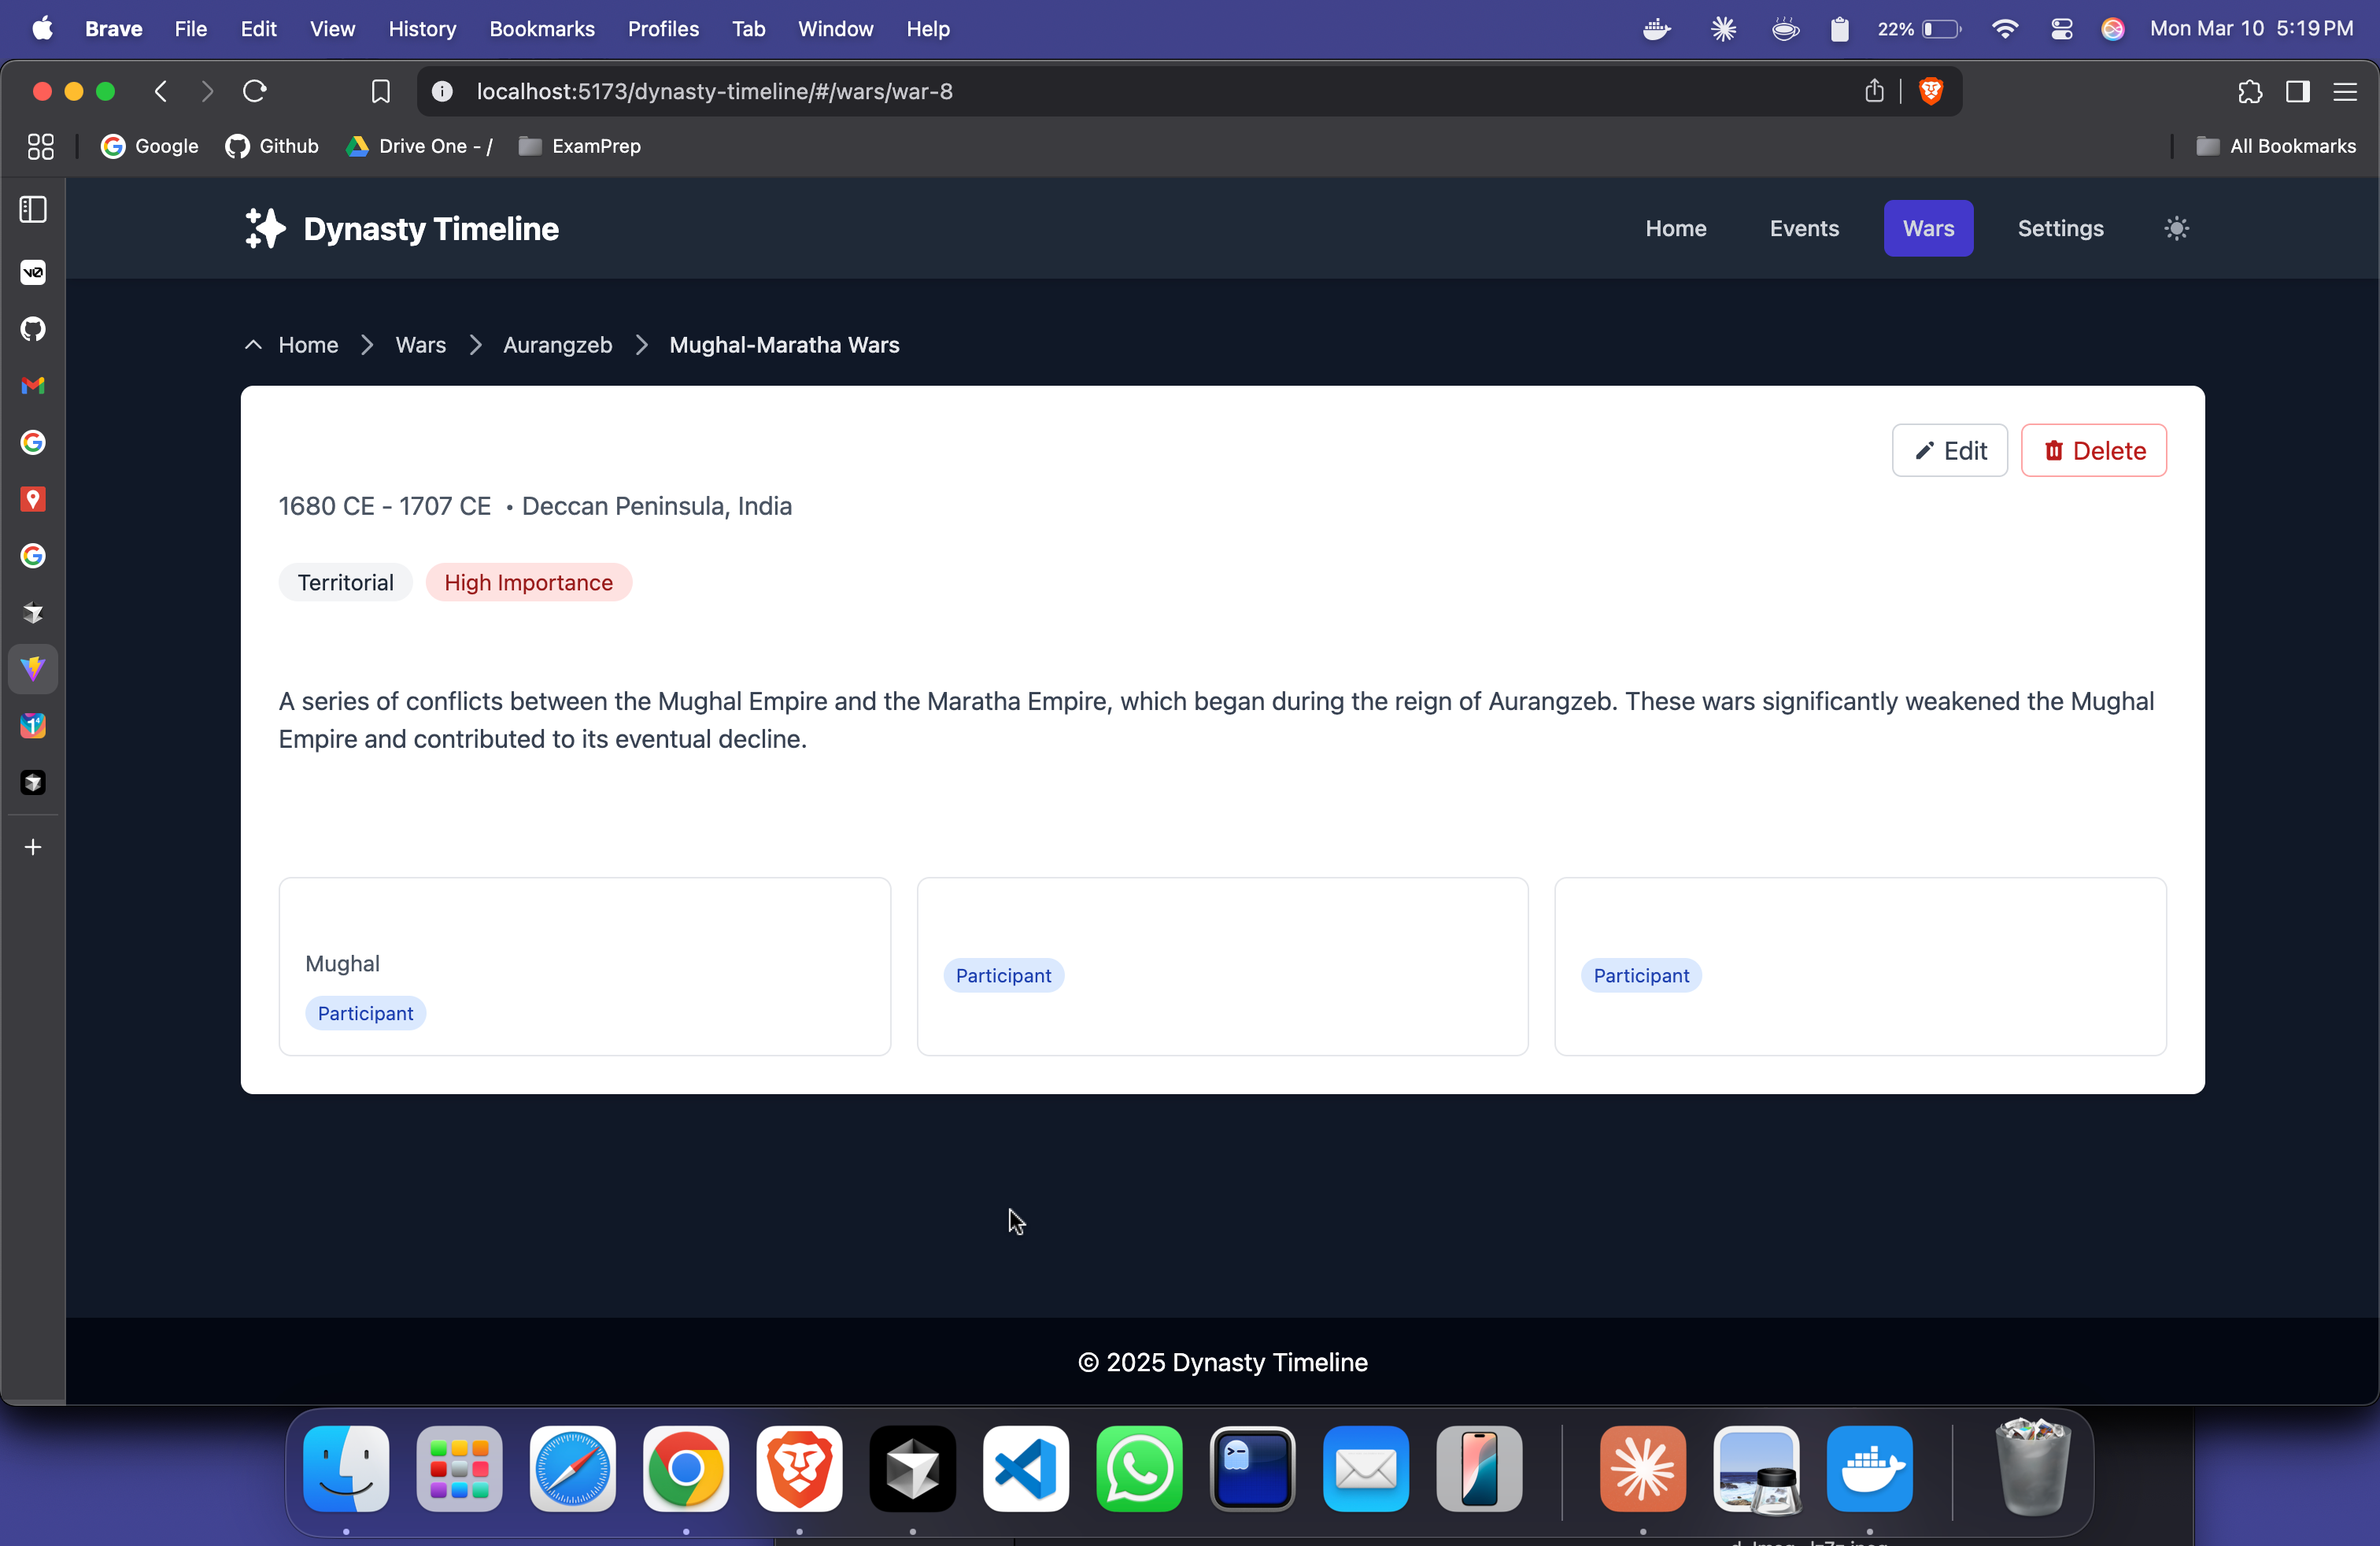 Brave File Edit View History Bookmarks Profiles Tab Window Help 22% Mon Mar 10 5:19 PM
localhost:5173/dynasty-timeline/#/wars/war-8
Google Github Drive One - / ExamPrep All Bookmarks
Dynasty Timeline Home Events Wars Settings
Home Wars Aurangzeb Mughal-Maratha Wars
Edit Delete
1680 CE - 1707 CE • Deccan Peninsula, India
Territorial High Importance
A series of conflicts between the Mughal Empire and the Maratha Empire, which began during the reign of Aurangzeb. These wars significantly weakened the Mughal
Empire and contributed to its eventual decline.
Mughal
Participant Participant Participant
© 2025 Dynasty Timeline